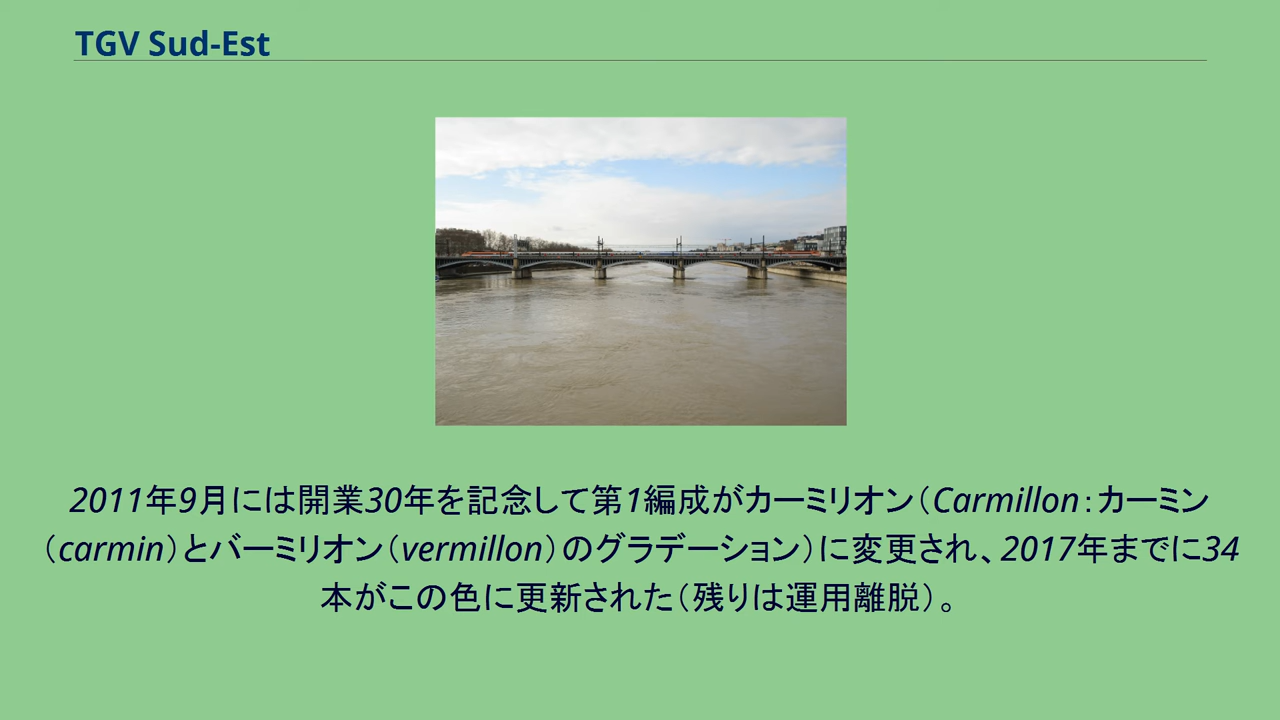 TGV Sud-Est
2011年9月には開業30年を記念して第1編成がカーミリオン（Carmillon：カーミン
（carmin）とバーミリオン（vermillon）のグラデーション）に変更され、2017年までに34
本がこの色に更新された（残りは運用離脱）。